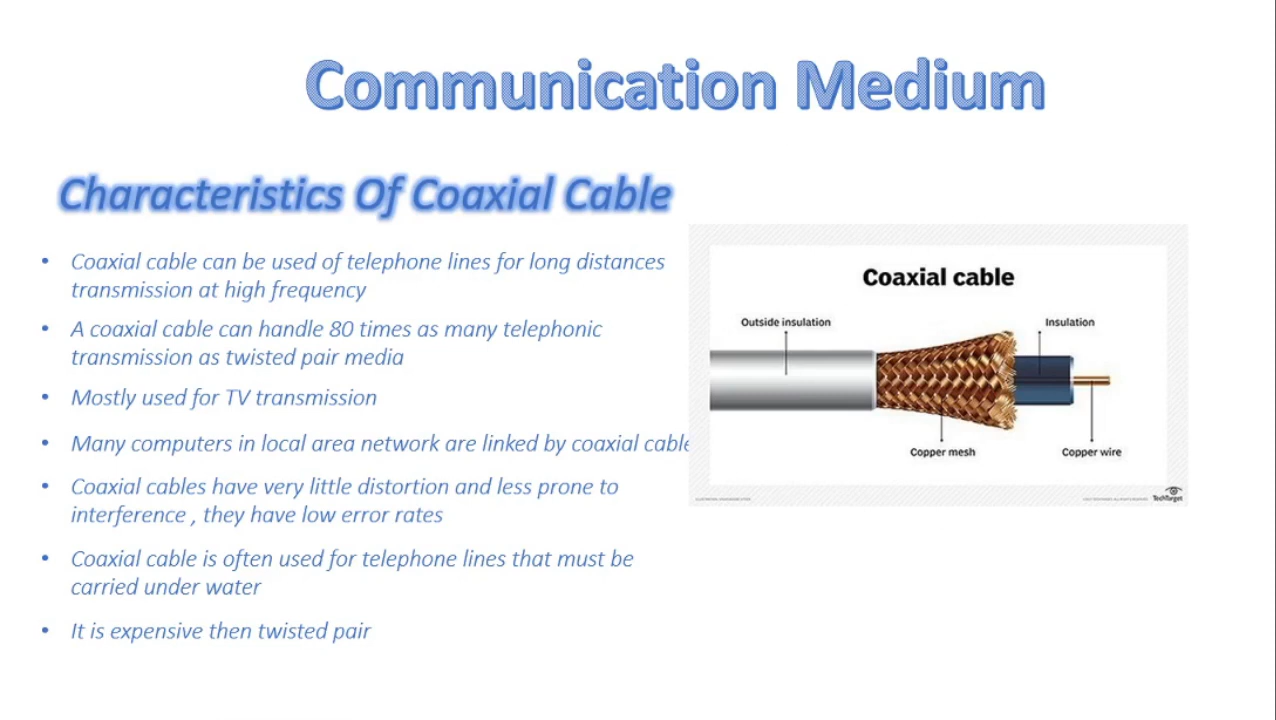 Communication Medium
Characteristics Of Coaxial Cable
• Coaxial cable can be used of telephone lines for long distances
transmission at high frequency
• A coaxial cable can handle 80 times as many telephonic
transmission as twisted pair media
• Mostly used for TV transmission
• Many computers in local area network are linked by coaxial cable
• Coaxial cables have very little distortion and less prone to
interference , they have low error rates
• Coaxial cable is often used for telephone lines that must be
carried under water
• It is expensive then twisted pair
Coaxial cable
Outside insulation
Insulation
Copper mesh
Copper wire
TechTarget